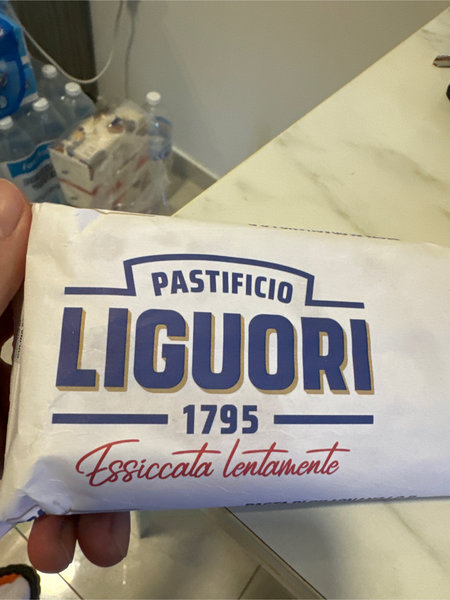 PASTIFICIO
LIGUORI
1795
Essiccata lentamente